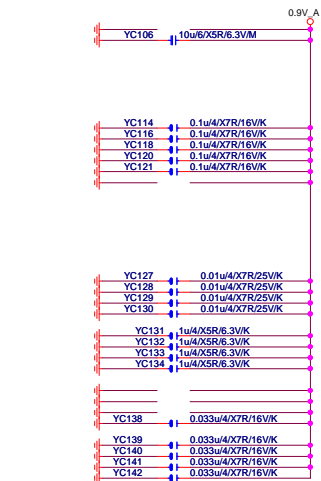 0.9V_A
YC106 10u/6/X5R/6.3V/M
YC114 0.1u/4/X7R/16V/K
YC116 0.1u/4/X7R/16V/K
YC118 0.1u/4/X7R/16V/K
YC120 0.1u/4/X7R/16V/K
YC121 0.1u/4/X7R/16V/K
YC127 0.01u/4/X7R/25V/K
YC128 0.01u/4/X7R/25V/K
YC129 0.01u/4/X7R/25V/K
YC130 0.01u/4/X7R/25V/K
YC131 1u/4/X5R/6.3V/K
YC132 1u/4/X5R/6.3V/K
YC133 1u/4/X5R/6.3V/K
YC134 1u/4/X5R/6.3V/K
YC138 0.033u/4/X7R/16V/K
YC139 0.033u/4/X7R/16V/K
YC140 0.033u/4/X7R/16V/K
YC141 0.033u/4/X7R/16V/K
YC142 0.033u/4/X7R/16V/K